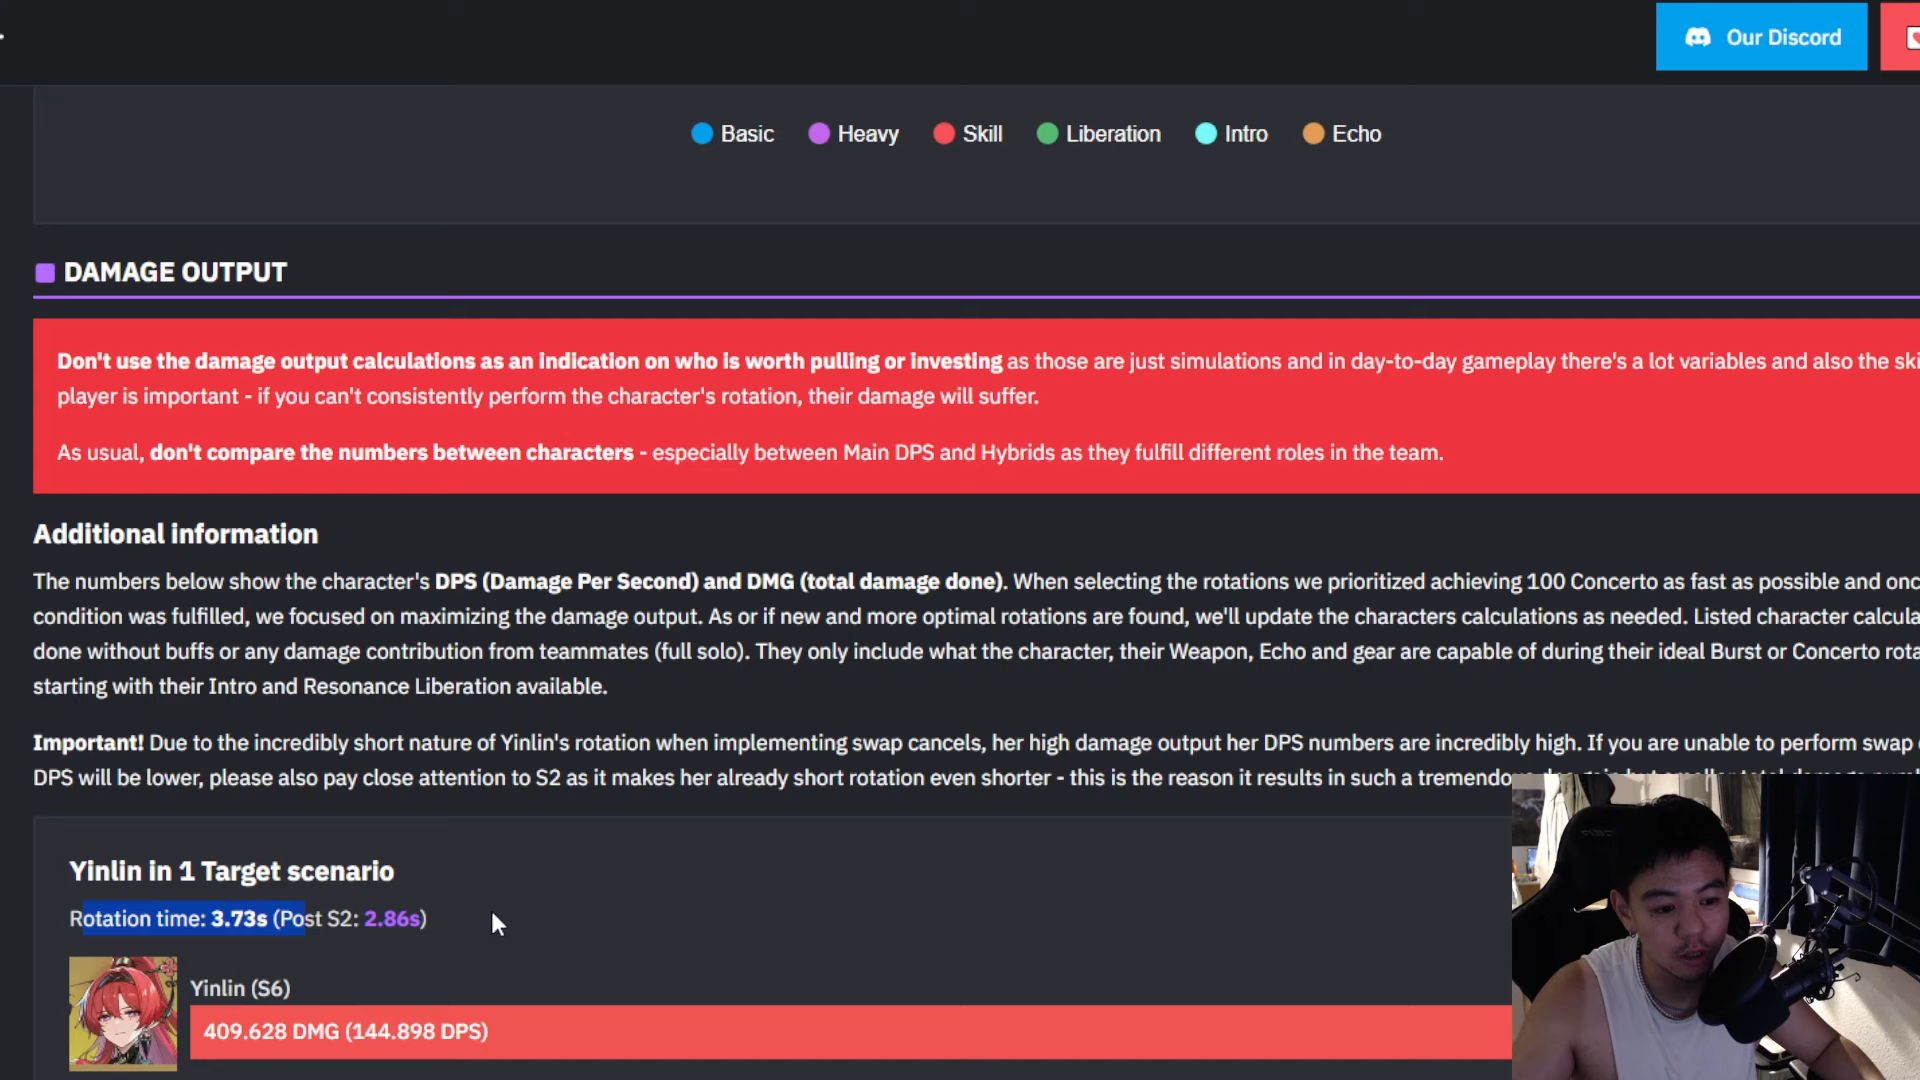 Our Discord
Basic Heavy Skill Liberation Intro Echo
DAMAGE OUTPUT
Don't use the damage output calculations as an indication on who is worth pulling or investing as those are just simulations and in day-to-day gameplay there's a lot variables and also the
player is important - if you can't consistently perform the character's rotation, their damage will suffer.
As usual, don't compare the numbers between characters - especially between Main DPS and Hybrids as they fulfill different roles in the team.
Additional information
The numbers below show the character's DPS (Damage Per Second) and DMG (total damage done). When selecting the rotations we prioritized achieving 100 Concerto as fast as possible and
condition was fulfilled, we focused on maximizing the damage output. As or if new and more optimal rotations are found, we'll update the characters calculations as needed. Listed character
done without buffs or any damage contribution from teammates (full solo). They only include what the character, their Weapon, Echo and gear are capable of during their ideal Burst or Concerto
starting with their Intro and Resonance Liberation available.
Important! Due to the incredibly short nature of Yinlin's rotation when implementing swap cancels, her high damage output her DPS numbers are incredibly high. If you are unable to perform swap
DPS will be lower, please also pay close attention to S2 as it makes her already short rotation even shorter - this is the reason it results in such a
Yinlin in 1 Target scenario
Rotation time: 3.73s (Post S2: 2.86s)
Yinlin (S6)
409.628 DMG (144.898 DPS)